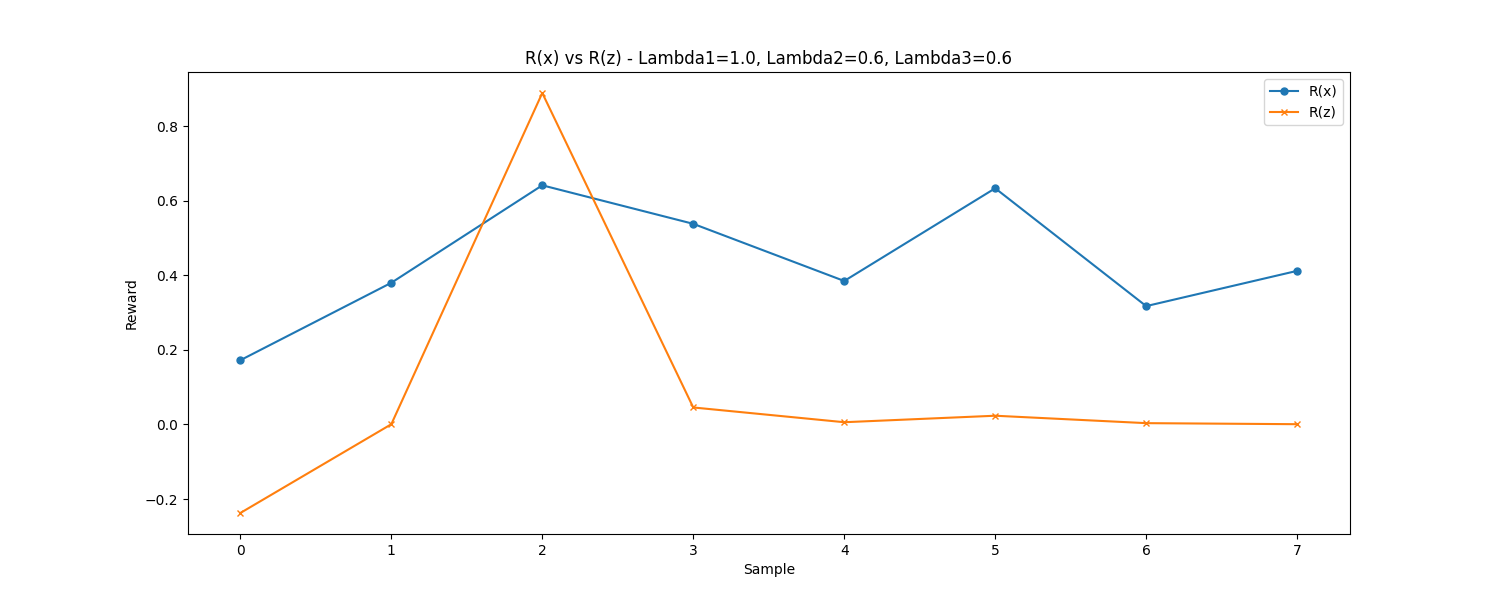 R(x) vs R(z) - Lambda1=1.0, Lambda2=0.6, Lambda3=0.6
R(x)
R(z)
Reward
0.8
0.6
0.4
0.2
0.0
−0.2
0 1 2 3 4 5 6 7
Sample